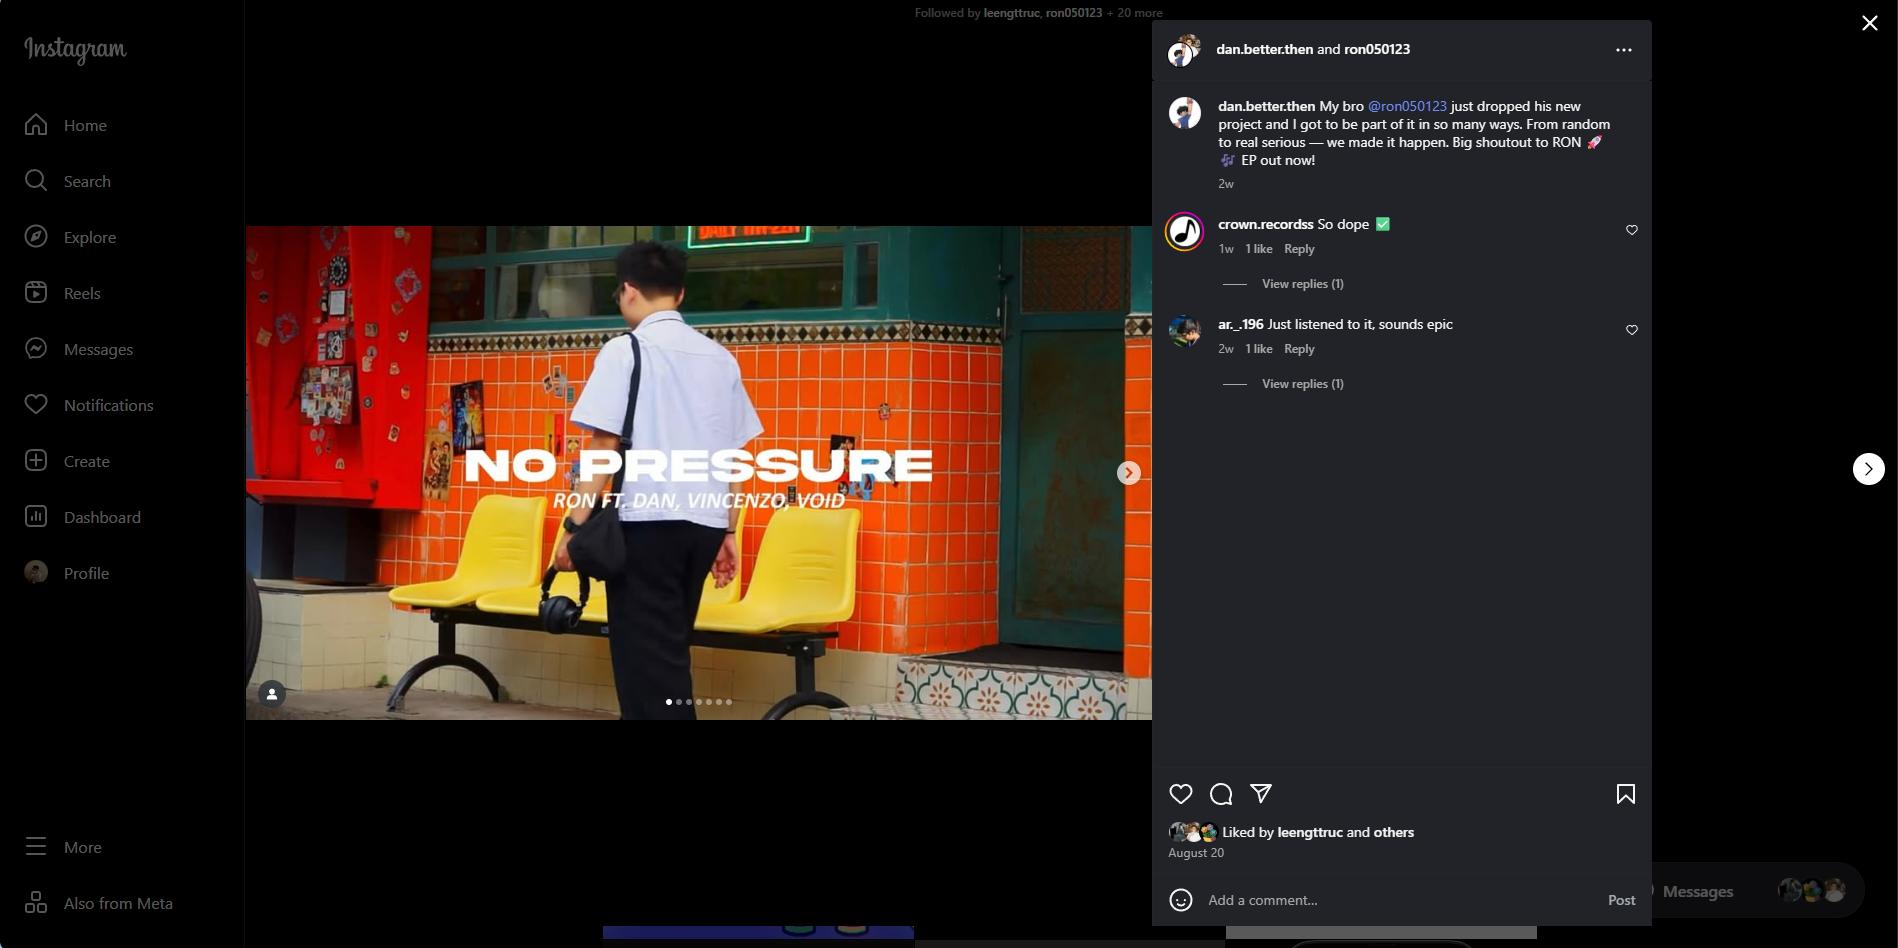 Followed by leengttruc, ron050123 + 20 more
Instagram
Home
Search
Explore
Reels
Messages
Notifications
Create
Dashboard
Profile
More
Also from Meta
NO PRESSURE
RON FT. DAN, VINCENZO, VOID
dan.better.then and ron050123
dan.better.then My bro @ron050123 just dropped his new
project and I got to be part of it in so many ways. From random
to real serious — we made it happen. Big shoutout to RON 🚀
🎶 EP out now!
2w
crown.recordss So dope ✅
1w 1 like Reply
View replies (1)
ar._.196 Just listened to it, sounds epic
2w 1 like Reply
View replies (1)
Liked by leengttruc and others
August 20
Add a comment...
Post
Messages